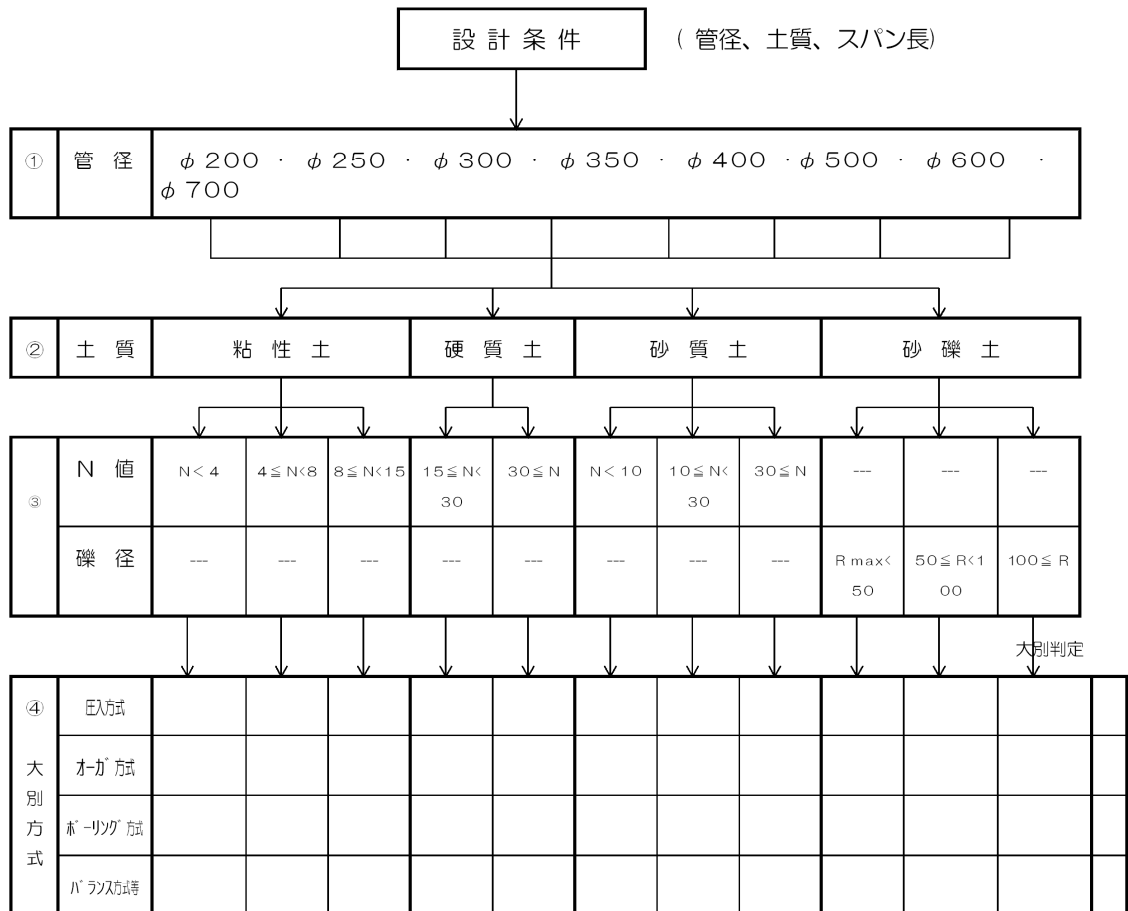 設計条件 (管径、土質、スパン長)
① 管径 φ200 · φ250 · φ300 · φ350 · φ400 · φ500 · φ600 ·
φ700
② 土質 粘性土 硬質土 砂質土 砂礫土
③ N値 N<4 4≦N<8 8≦N<15 15≦N< 30≦N N<10 10≦N< 30≦N --- --- ---
30 30
礫径 --- --- --- --- --- --- --- --- Rmax< 50≦R<1 100≦R
50 00
大別判定
④ 圧入方式
大別方式
オーガ方式
ボーリング方式
バランス方式等